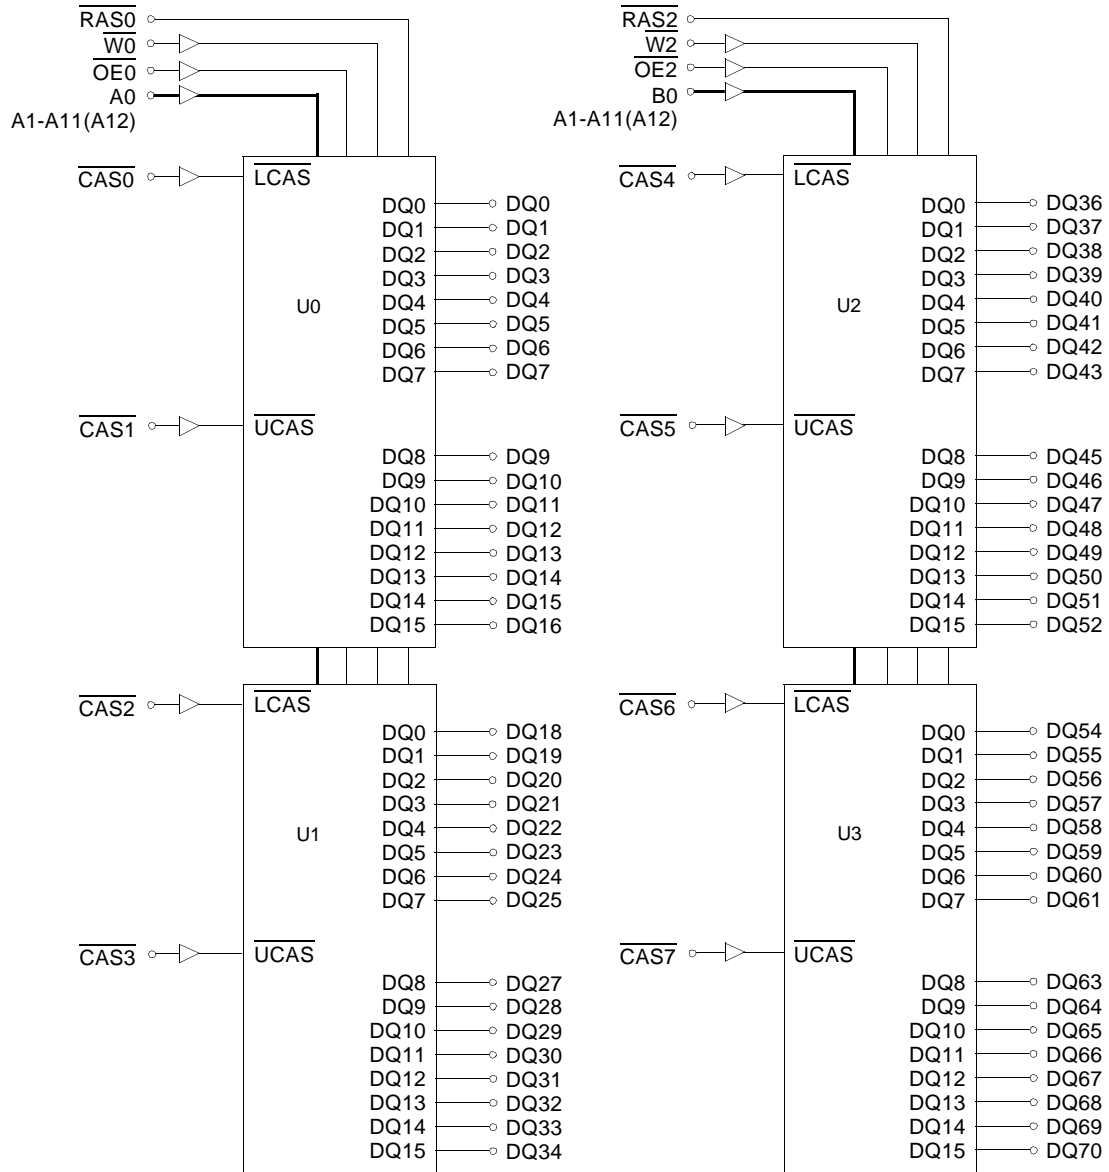 RAS0
W0
OE0
A0
A1-A11(A12)
CAS0
LCAS
DQ0 DQ0
DQ1 DQ1
DQ2 DQ2
DQ3 DQ3
DQ4 DQ4
DQ5 DQ5
DQ6 DQ6
DQ7 DQ7
U0
CAS1
UCAS
DQ8 DQ9
DQ9 DQ10
DQ10 DQ11
DQ11 DQ12
DQ12 DQ13
DQ13 DQ14
DQ14 DQ15
DQ15 DQ16
CAS2
LCAS
DQ0 DQ18
DQ1 DQ19
DQ2 DQ20
DQ3 DQ21
DQ4 DQ22
DQ5 DQ23
DQ6 DQ24
DQ7 DQ25
U1
CAS3
UCAS
DQ8 DQ27
DQ9 DQ28
DQ10 DQ29
DQ11 DQ30
DQ12 DQ31
DQ13 DQ32
DQ14 DQ33
DQ15 DQ34
RAS2
W2
OE2
B0
A1-A11(A12)
CAS4
LCAS
DQ0 DQ36
DQ1 DQ37
DQ2 DQ38
DQ3 DQ39
DQ4 DQ40
DQ5 DQ41
DQ6 DQ42
DQ7 DQ43
U2
CAS5
UCAS
DQ8 DQ45
DQ9 DQ46
DQ10 DQ47
DQ11 DQ48
DQ12 DQ49
DQ13 DQ50
DQ14 DQ51
DQ15 DQ52
CAS6
LCAS
DQ0 DQ54
DQ1 DQ55
DQ2 DQ56
DQ3 DQ57
DQ4 DQ58
DQ5 DQ59
DQ6 DQ60
DQ7 DQ61
U3
CAS7
UCAS
DQ8 DQ63
DQ9 DQ64
DQ10 DQ65
DQ11 DQ66
DQ12 DQ67
DQ13 DQ68
DQ14 DQ69
DQ15 DQ70